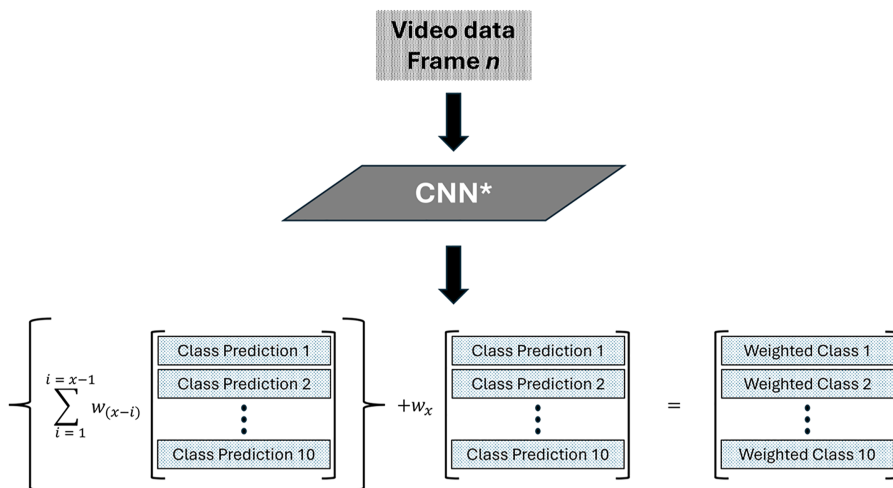 Video data
Frame n
CNN*
i = x−1
∑ w(x−i)
i = 1
Class Prediction 1
Class Prediction 2
Class Prediction 10
+wx
Class Prediction 1
Class Prediction 2
Class Prediction 10
=
Weighted Class 1
Weighted Class 2
Weighted Class 10